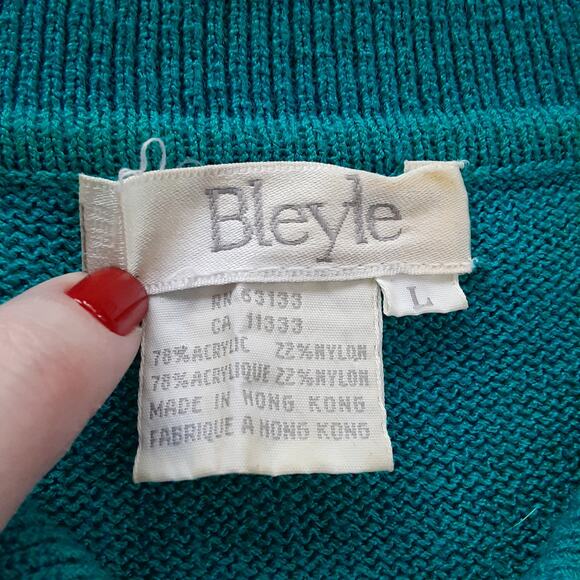 Bleyle
L
RN 63133
CA 11333
78% ACRYLIC 22% NYLON
78% ACRYLIQUE 22% NYLON
MADE IN HONG KONG
FABRIQUE A HONG KONG